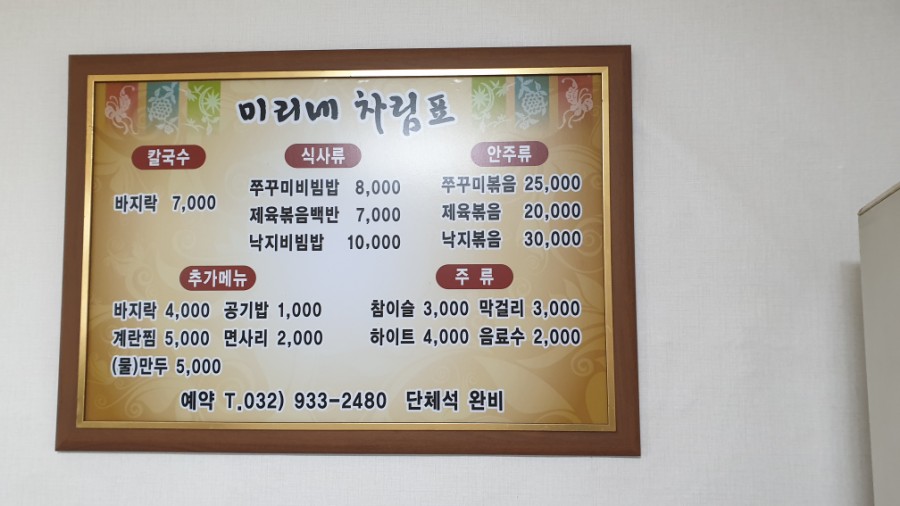 미리네 차림표
칼국수
바지락 7,000
식사류
쭈꾸미비빔밥 8,000
제육볶음백반 7,000
낙지비빔밥 10,000
안주류
쭈꾸미볶음 25,000
제육볶음 20,000
낙지볶음 30,000
추가메뉴
바지락 4,000 공기밥 1,000
계란찜 5,000 면사리 2,000
(물)만두 5,000
주 류
참이슬 3,000 막걸리 3,000
하이트 4,000 음료수 2,000
예약 T.032) 933-2480 단체석 완비